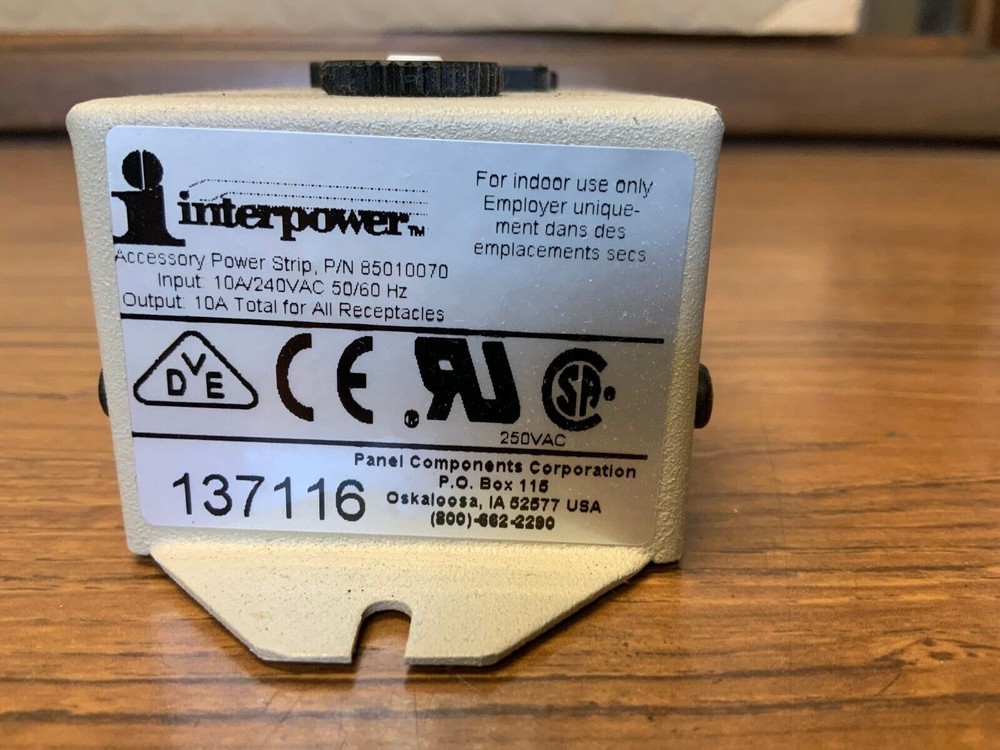 interpower™
Accessory Power Strip, P/N 85010070
Input: 10A/240VAC 50/60 Hz
Output: 10A Total for All Receptacles
For indoor use only
Employer unique-
ment dans des
emplacements secs
DVE
CE
RU®
SA
250VAC
137116
Panel Components Corporation
P.O. Box 115
Oskaloosa, IA 52577 USA
(800)-662-2290